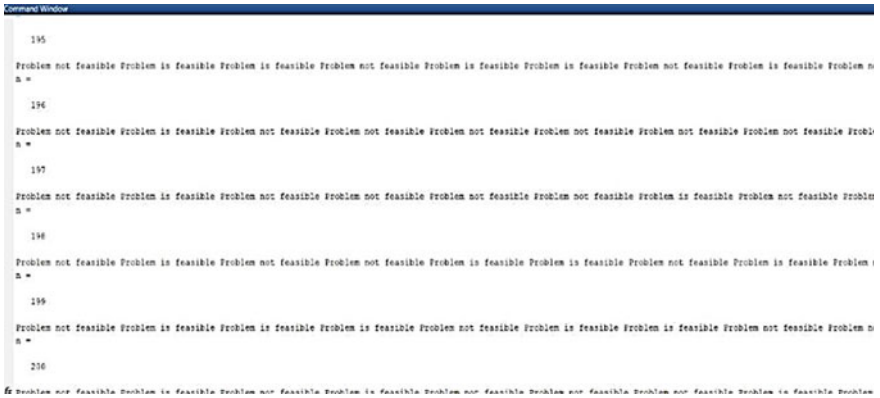 Command Window
195
Problem not feasible Problem is feasible Problem is feasible Problem not feasible Problem is feasible Problem is feasible Problem not feasible Problem is feasible Problem n
n =
196
Problem not feasible Problem is feasible Problem not feasible Problem not feasible Problem not feasible Problem not feasible Problem not feasible Problem not feasible Probl
n =
197
Problem not feasible Problem is feasible Problem not feasible Problem not feasible Problem not feasible Problem not feasible Problem is feasible Problem not feasible Problem
n =
198
Problem not feasible Problem is feasible Problem not feasible Problem not feasible Problem is feasible Problem is feasible Problem not feasible Problem is feasible Problem
n =
199
Problem not feasible Problem is feasible Problem is feasible Problem is feasible Problem not feasible Problem is feasible Problem is feasible Problem not feasible Problem n
n =
200
fx Problem not feasible Problem is feasible Problem not feasible Problem is feasible Problem not feasible Problem not feasible Problem not feasible Problem is feasible Problem